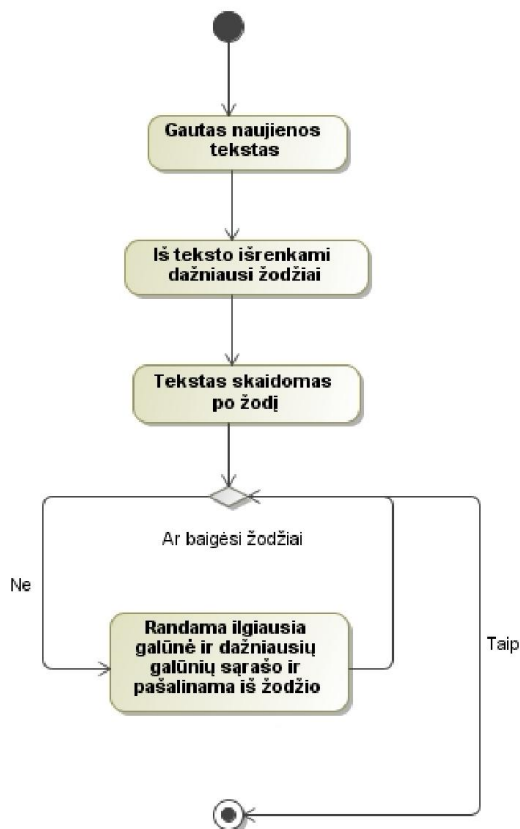 Gautas naujienos
tekstas
Iš teksto išrenkami
dažniausi žodžiai
Tekstas skaidomas
po žodį
Ar baigėsi žodžiai
Ne
Randama ilgiausia
galūnė ir dažniausių
galūnių sąrašo ir
pašalinama iš žodžio
Taip